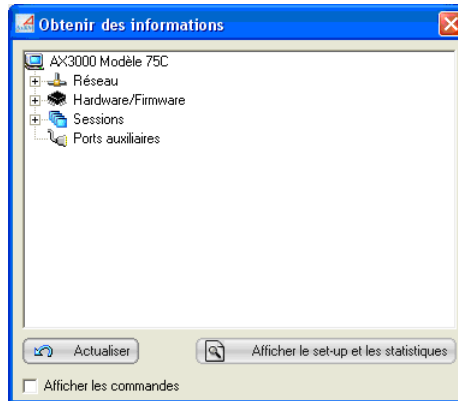 Obtenir des informations
AX3000 Modèle 75C
Réseau
Hardware/Firmware
Sessions
Ports auxiliaires
Actualiser
Afficher le set-up et les statistiques
Afficher les commandes